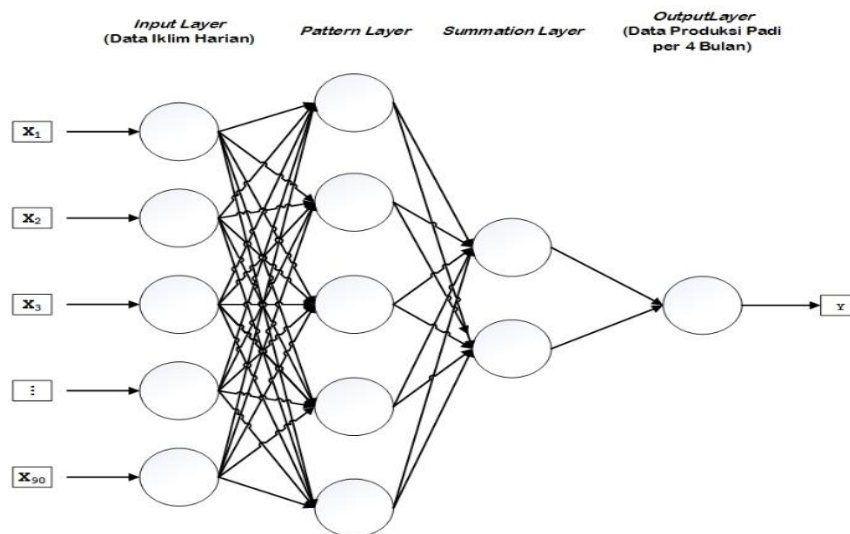 Input Layer
(Data Iklim Harian)
Pattern Layer
Summation Layer
OutputLayer
(Data Produksi Padi
per 4 Bulan)
X₁
X₂
X₃
⋮
X₉₀
Y